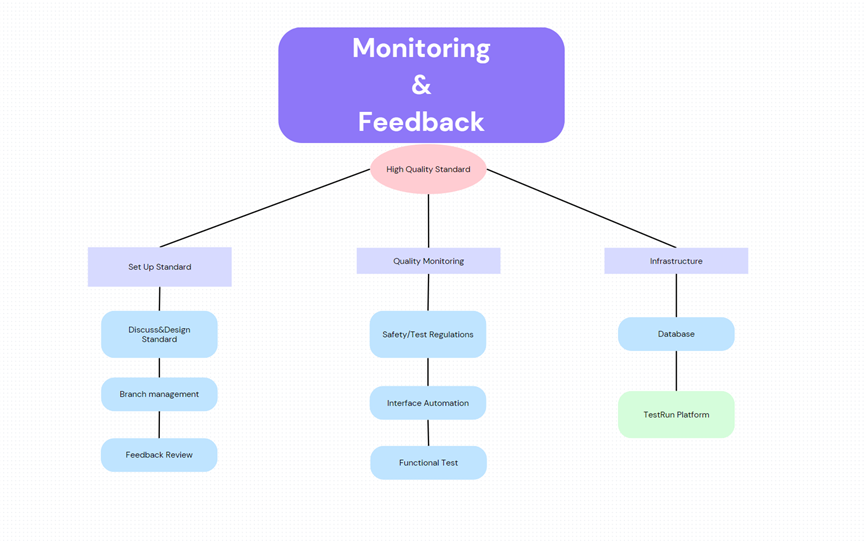 Monitoring
&
Feedback
High Quality Standard
Set Up Standard
Quality Monitoring
Infrastructure
Discuss&Design
Standard
Safety/Test Regulations
Database
Branch management
Interface Automation
TestRun Platform
Feedback Review
Functional Test